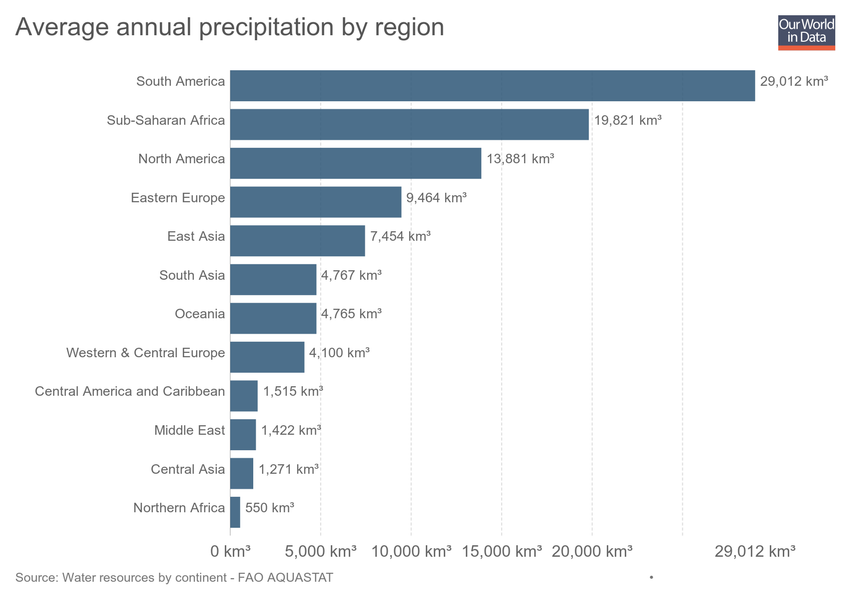 Average annual precipitation by region
Our World
in Data
South America 29,012 km³
Sub-Saharan Africa 19,821 km³
North America 13,881 km³
Eastern Europe 9,464 km³
East Asia 7,454 km³
South Asia 4,767 km³
Oceania 4,765 km³
Western & Central Europe 4,100 km³
Central America and Caribbean 1,515 km³
Middle East 1,422 km³
Central Asia 1,271 km³
Northern Africa 550 km³
0 km³ 5,000 km³ 10,000 km³ 15,000 km³ 20,000 km³ 29,012 km³
Source: Water resources by continent - FAO AQUASTAT •